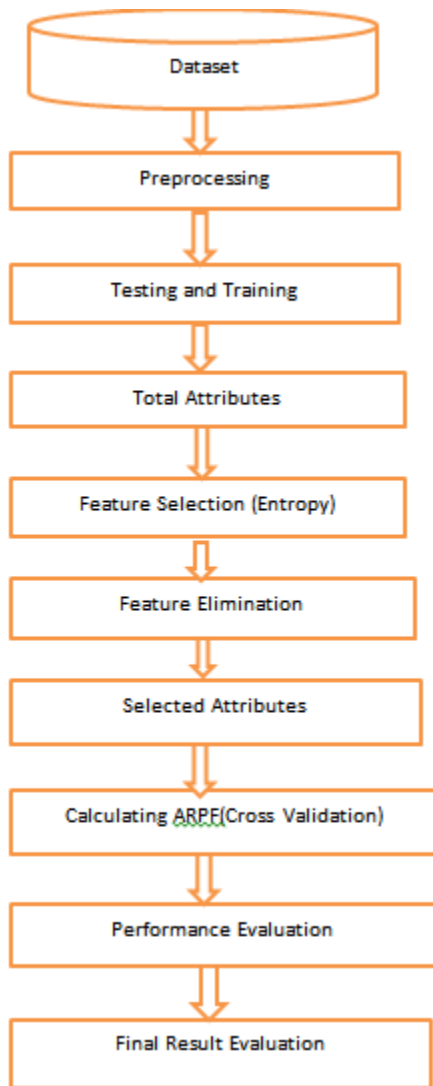 Dataset
Preprocessing
Testing and Training
Total Attributes
Feature Selection (Entropy)
Feature Elimination
Selected Attributes
Calculating ARPF(Cross Validation)
Performance Evaluation
Final Result Evaluation